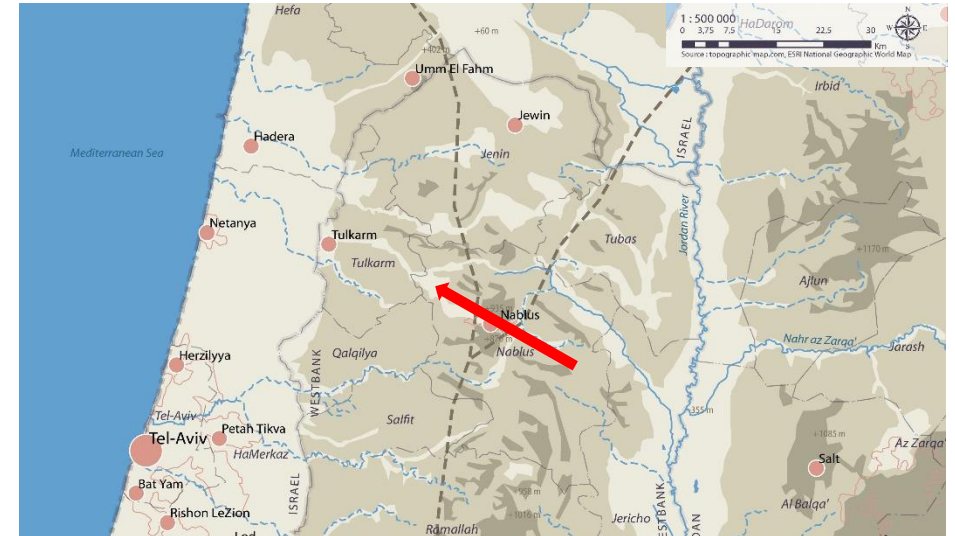 Hefa
+60 m
+402 m
Umm El Fahm
Jewin
Hadera
Mediterranean Sea
Jenin
Netanya
Tulkarm
Tulkarm
Tubas
Nablus
Nablus
Qalqilya
Herzilyya
WESTBANK
ISRAEL
Salfit
Tel-Aviv
Tel-Aviv
Petah Tikva
HaMerkaz
Bat Yam
Rishon LeZion
Lod
Ramallah
+958 m
+1016 m
Jericho
WESTBANK
ISRAEL
Jordan River
1 : 500 000
HaDarom
0 3,75 7,5 15 22,5 30
Km
Source : topographic map.com, ESRI National Geographic World Map
N
W E
S
Irbid
+1170 m
Ajlun
Nahr az Zarqa'
Jarash
-355 m
+1085 m
Az Zarqa'
Salt
Al Balqa'